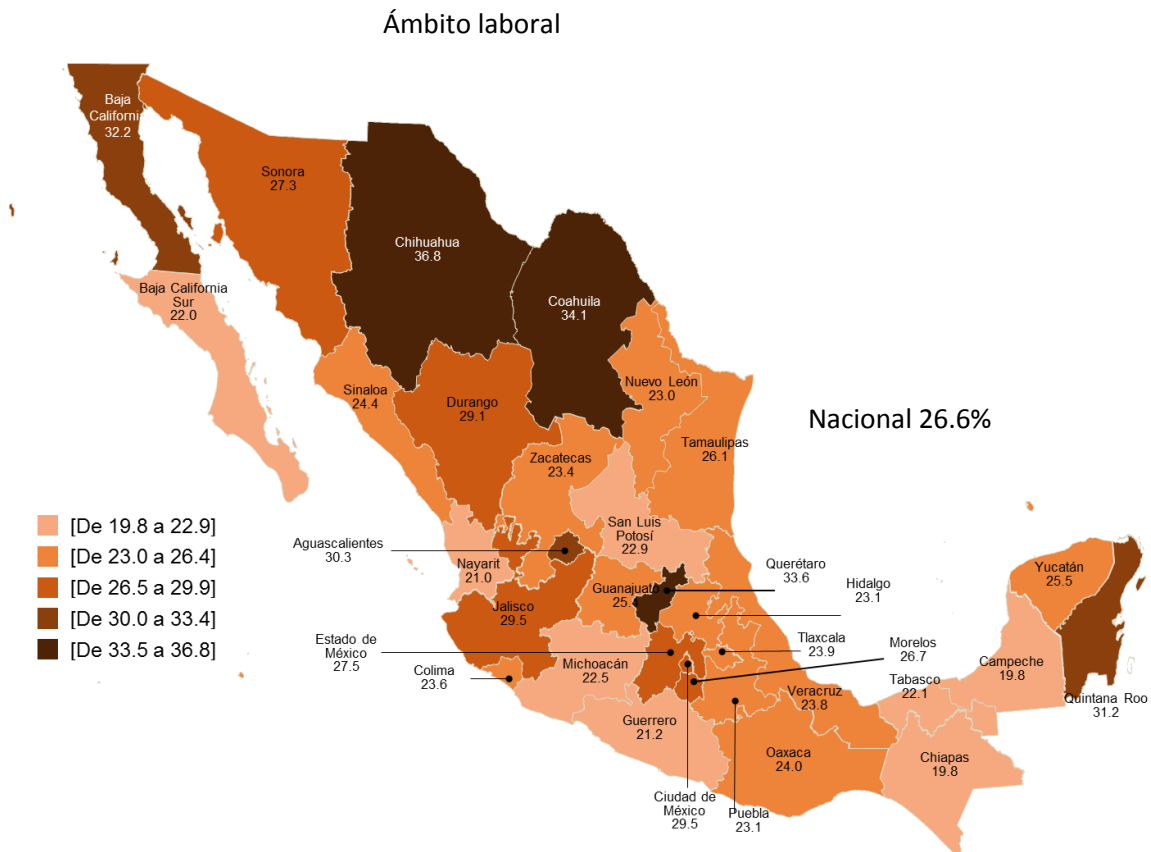 Ámbito laboral
Baja
California
32.2
Sonora
27.3
Chihuahua
36.8
Coahuila
34.1
Baja California
Sur
22.0
Sinaloa
24.4
Durango
29.1
Nuevo León
23.0
Nacional 26.6%
Tamaulipas
26.1
Zacatecas
23.4
San Luis
Potosí
22.9
[De 19.8 a 22.9]
[De 23.0 a 26.4]
[De 26.5 a 29.9]
[De 30.0 a 33.4]
[De 33.5 a 36.8]
Aguascalientes
30.3
Nayarit
21.0
Guanajuato
25.4
Querétaro
33.6
Hidalgo
23.1
Yucatán
25.5
Jalisco
29.5
Estado de
México
27.5
Colima
23.6
Michoacán
22.5
Tlaxcala
23.9
Morelos
26.7
Campeche
19.8
Tabasco
22.1
Quintana Roo
31.2
Veracruz
23.8
Guerrero
21.2
Oaxaca
24.0
Chiapas
19.8
Ciudad de
México
29.5
Puebla
23.1